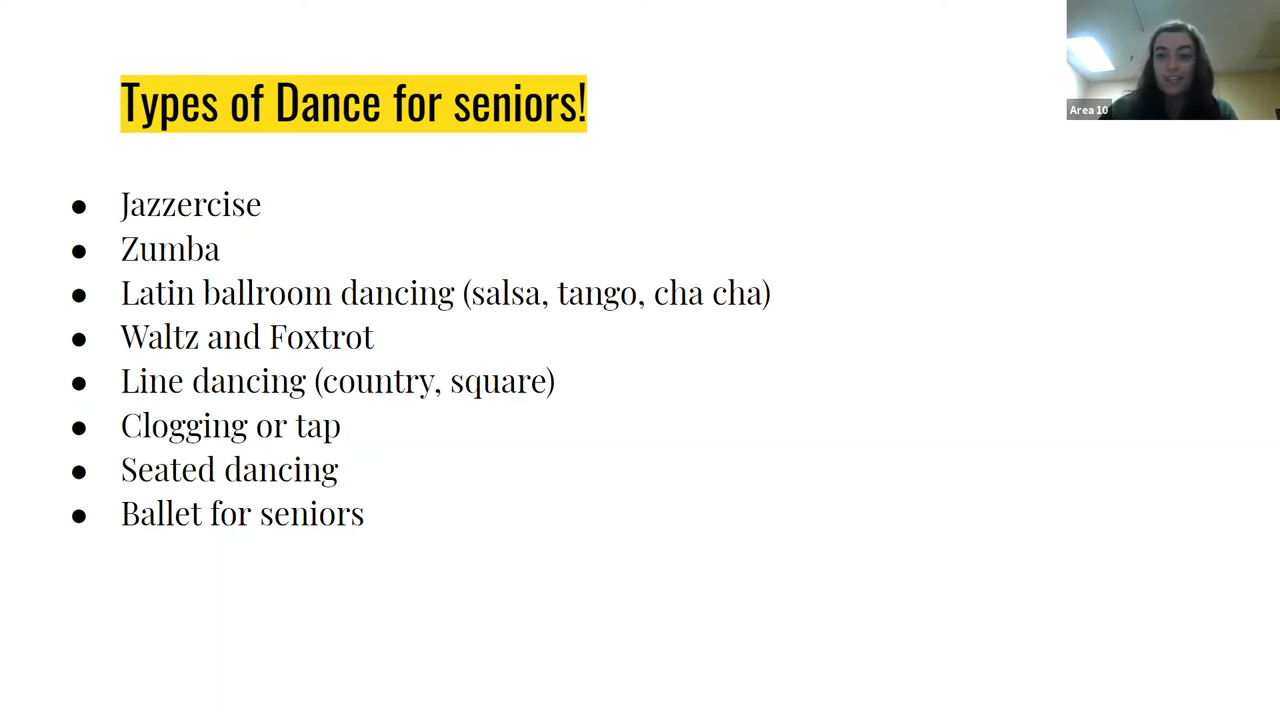 Types of Dance for seniors!
Area 10
● Jazzercise
● Zumba
● Latin ballroom dancing (salsa, tango, cha cha)
● Waltz and Foxtrot
● Line dancing (country, square)
● Clogging or tap
● Seated dancing
● Ballet for seniors